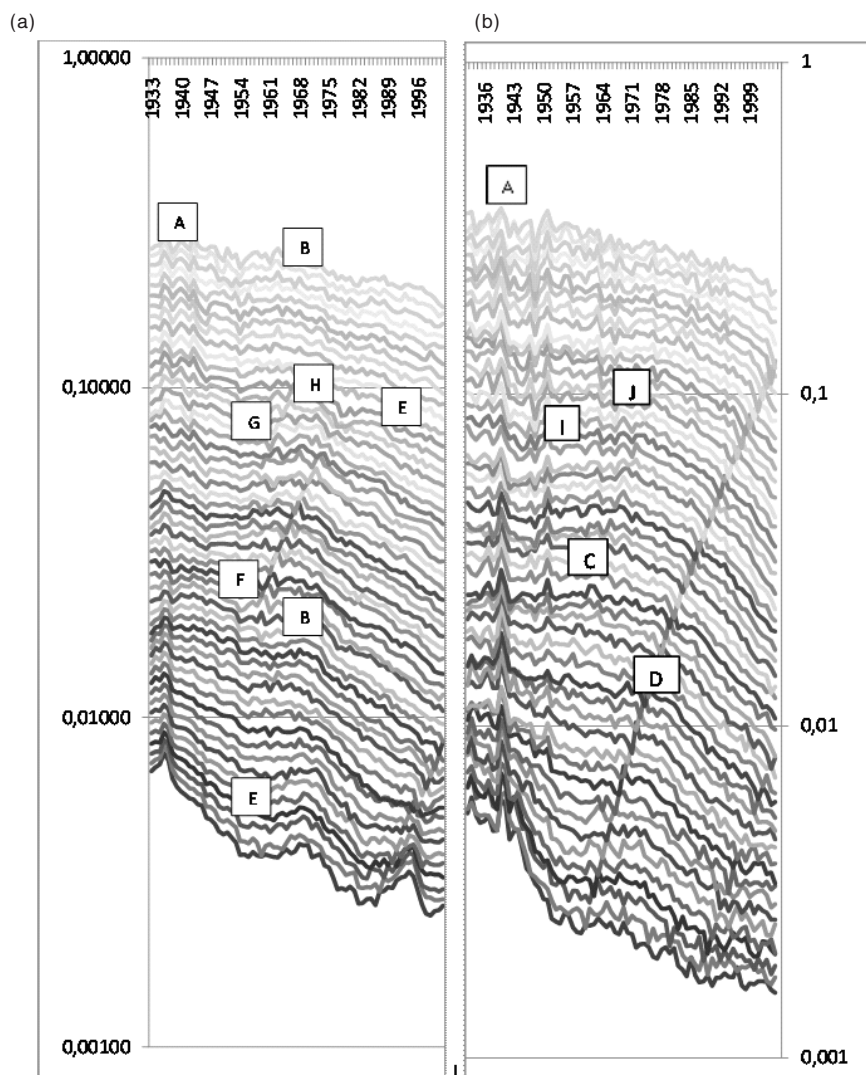 (a)
1,00000
1933 1940 1947 1954 1961 1968 1975 1982 1989 1996
A
B
0,10000
H
G
E
F
B
0,01000
E
0,00100
(b)
1
1936 1943 1950 1957 1964 1971 1978 1985 1992 1999
A
0,1
J
I
C
D
0,01
0,001